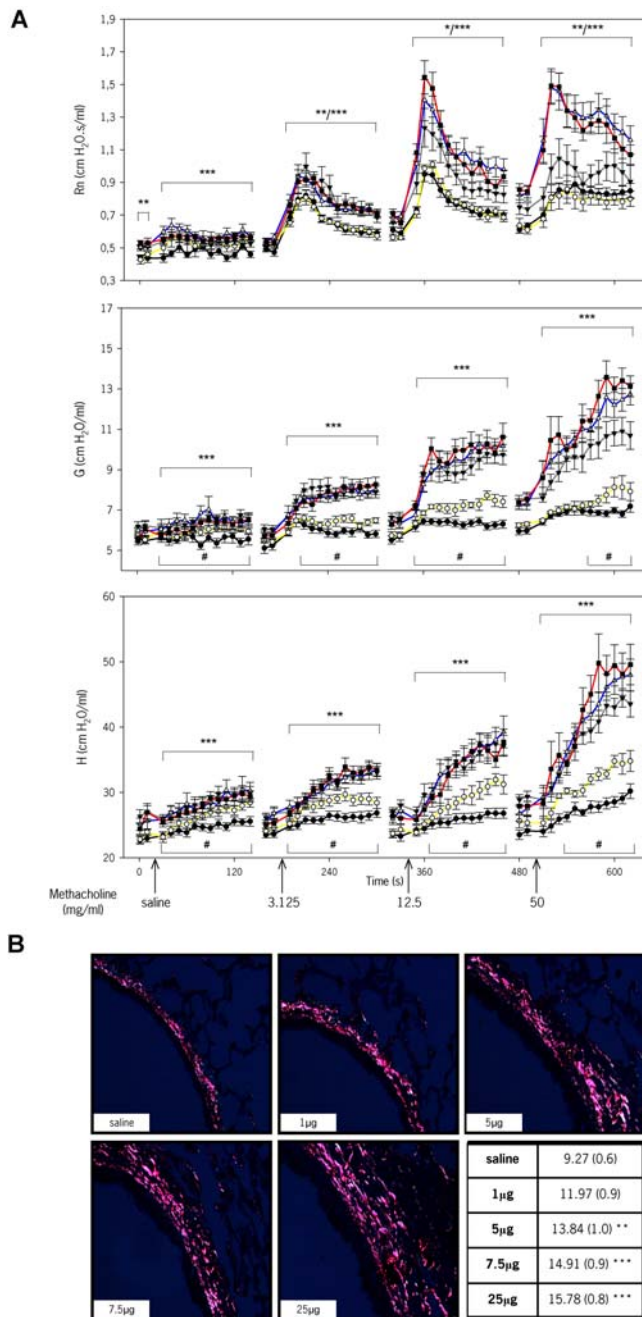 A
1,9
1,7
1,5
1,3
1,1
0,9
0,7
0,5
0,3
Rn (cm H₂O.s/ml)
**
***
**/***
*/***
**/***
17
15
13
11
9
7
5
G (cm H₂O/ml)
***
***
***
***
#
#
#
#
60
50
40
30
20
H (cm H₂O/ml)
***
***
***
***
#
#
#
#
0
120
240
360
480
600
Time (s)
Methacholine
(mg/ml)
saline
3.125
12.5
50
B
saline
1µg
5µg
7.5µg
25µg
saline 9.27 (0.6)
1µg 11.97 (0.9)
5µg 13.84 (1.0) **
7.5µg 14.91 (0.9) ***
25µg 15.78 (0.8) ***